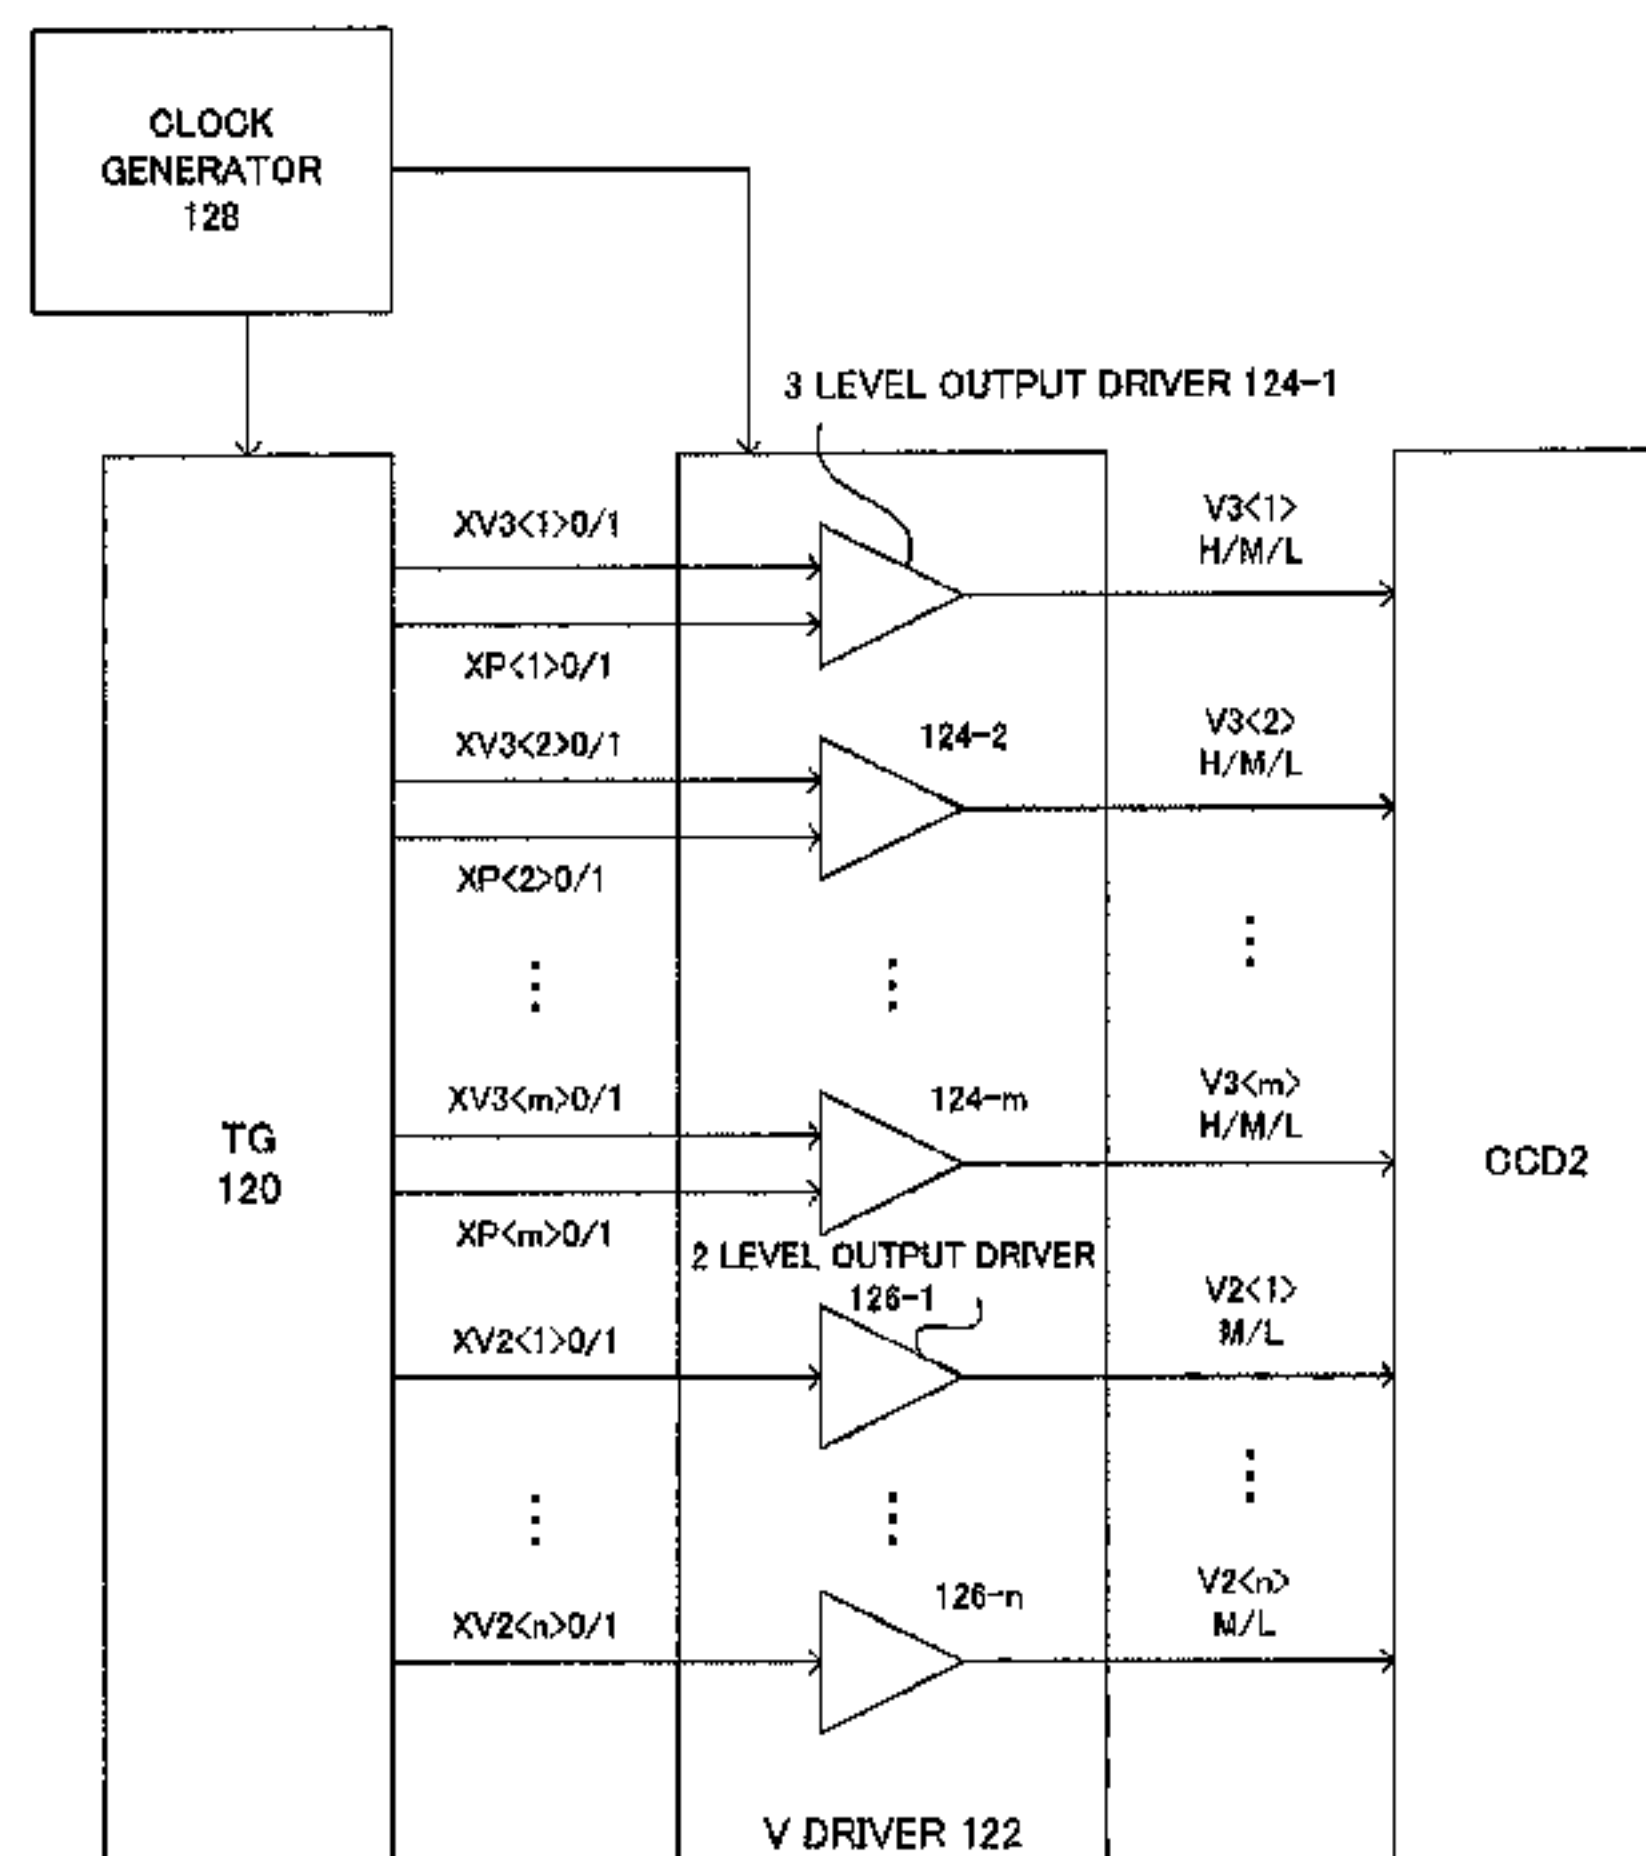 CLOCK
GENERATOR
128
3 LEVEL OUTPUT DRIVER 124-1
XV3<1>0/1
V3<1>
H/M/L
XP<1>0/1
124-2
V3<2>
H/M/L
XV3<2>0/1
XP<2>0/1
XV3<m>0/1
124-m
V3<m>
H/M/L
TG
120
CCD2
XP<m>0/1
2 LEVEL OUTPUT DRIVER
126-1
V2<1>
M/L
XV2<1>0/1
126-n
V2<n>
M/L
XV2<n>0/1
V DRIVER 122